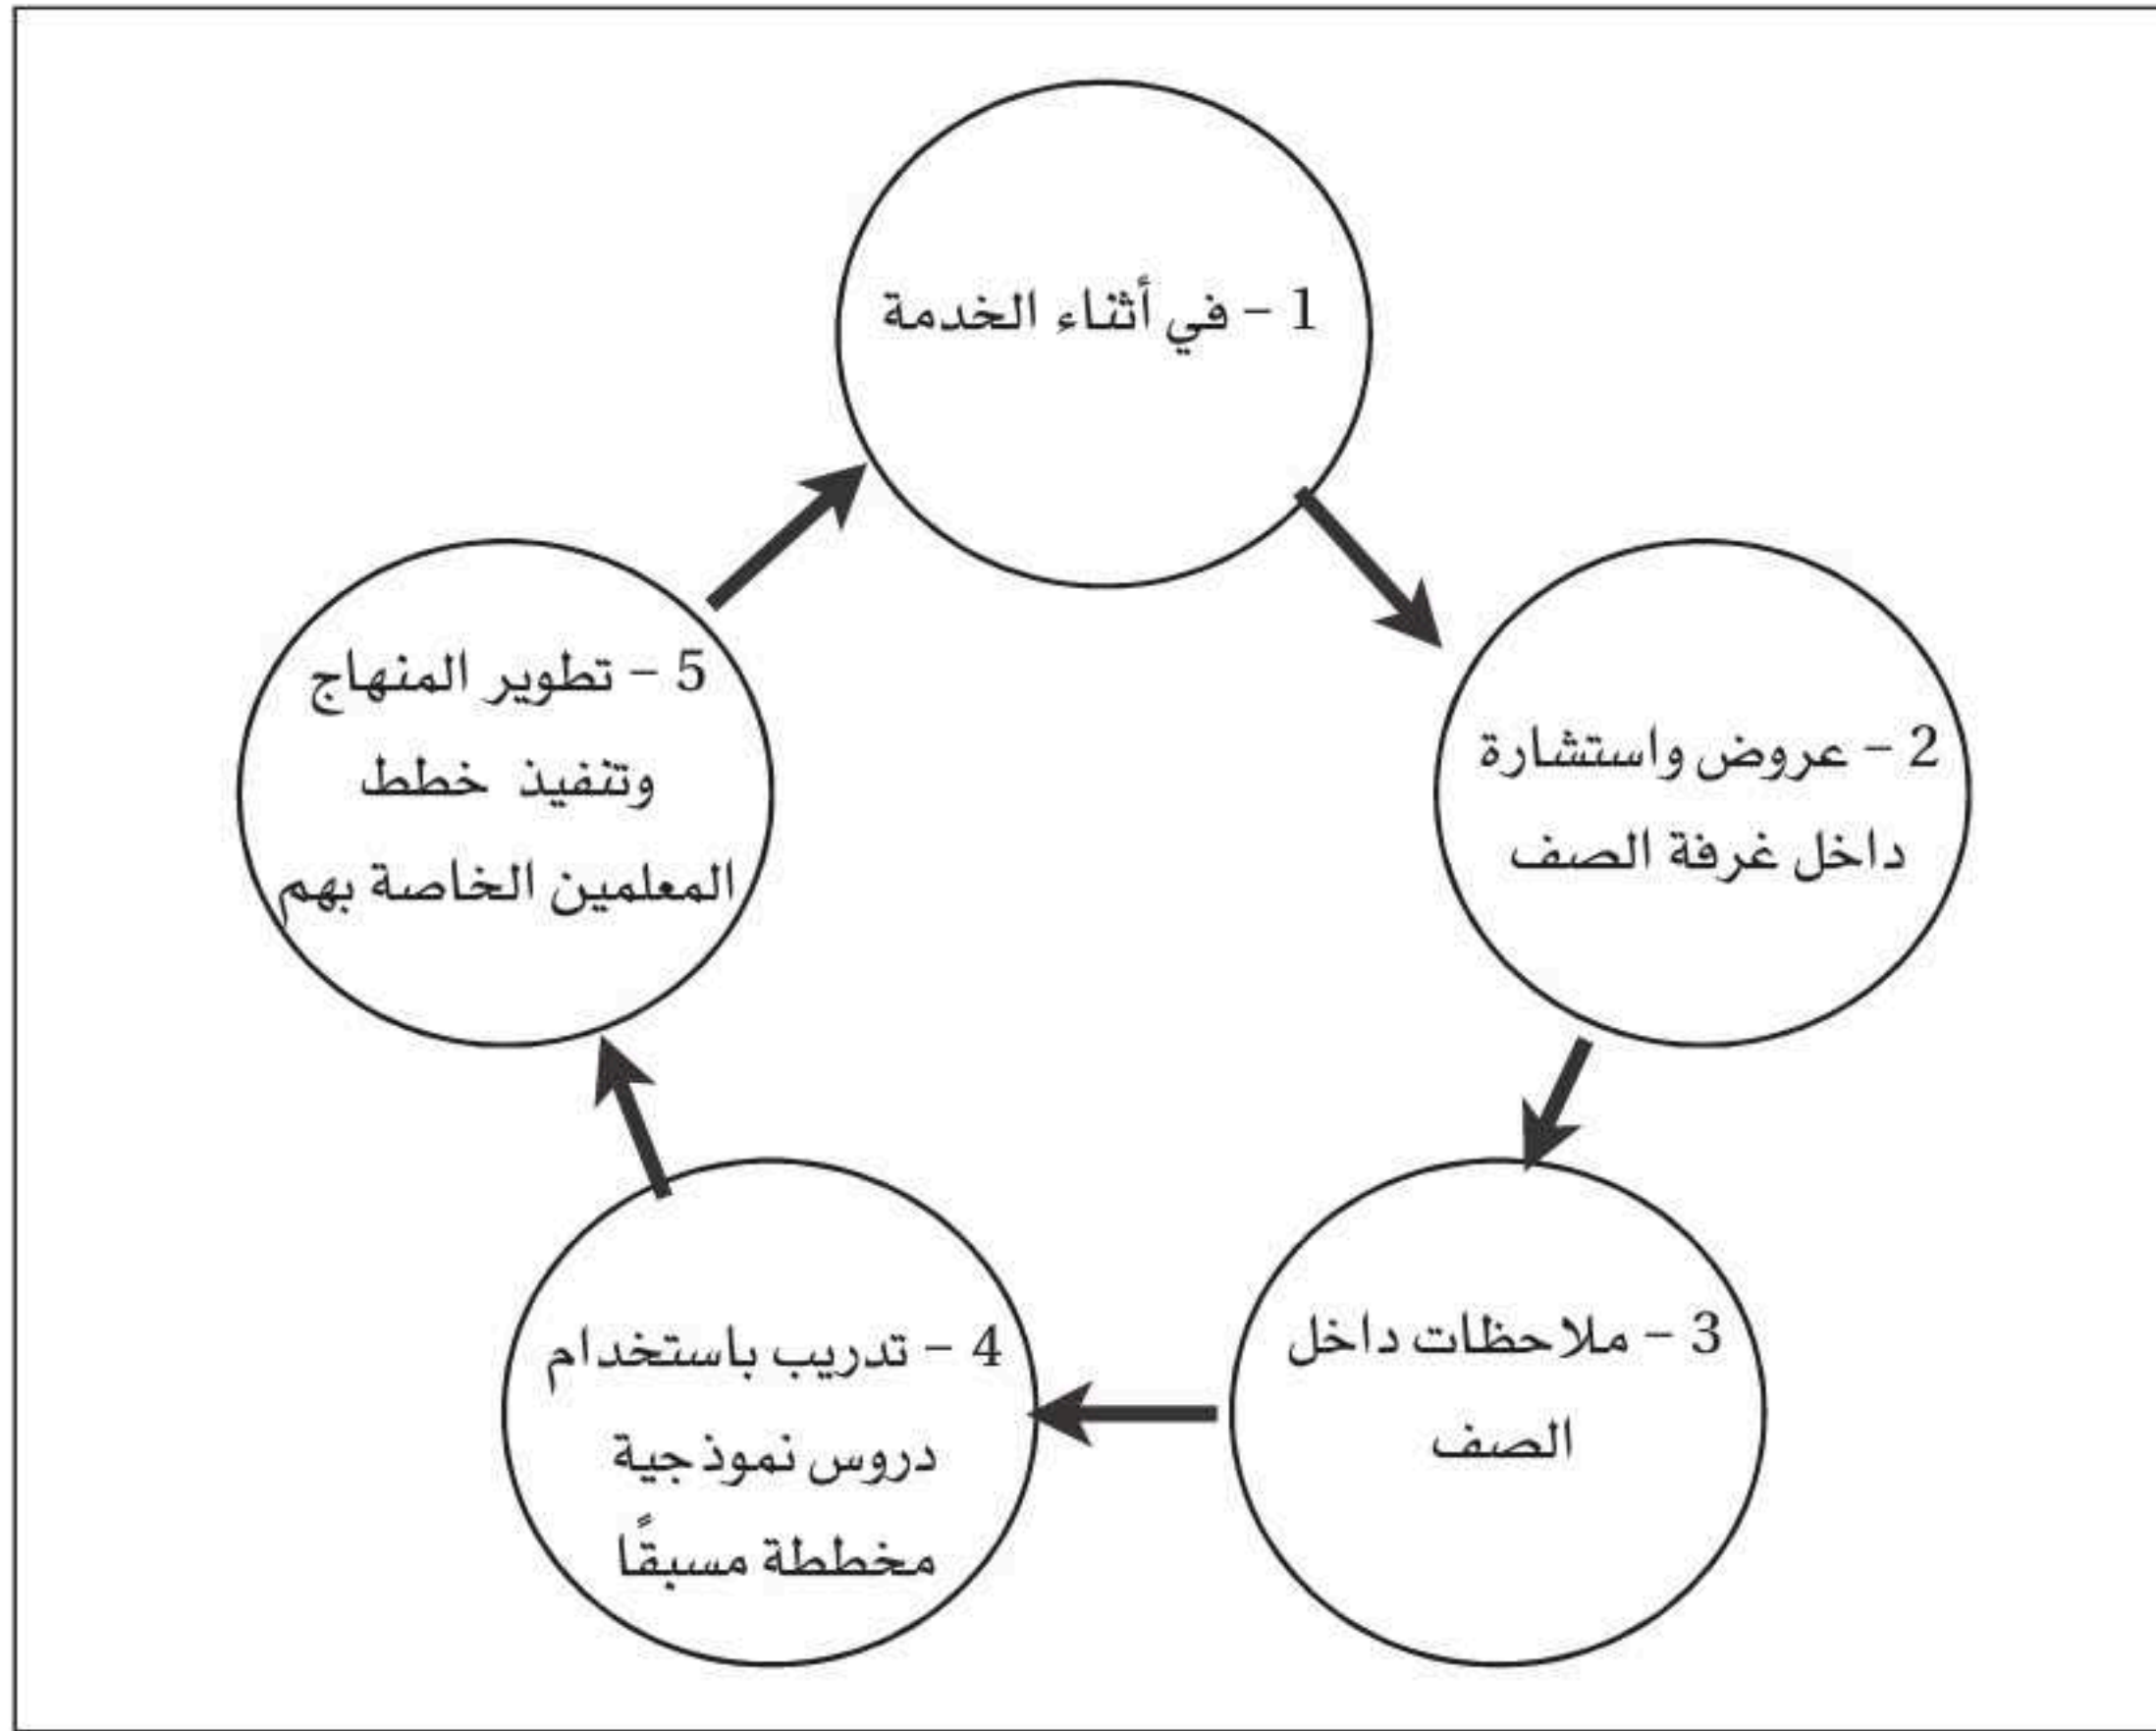 1 – في أثناء الخدمة
2 – عروض واستشارة
داخل غرفة الصف
3 – ملاحظات داخل
الصف
4 – تدريب باستخدام
دروس نموذجية
مخططة مسبقًا
5 – تطوير المنهاج
وتنفيذ خطط
المعلمين الخاصة بهم